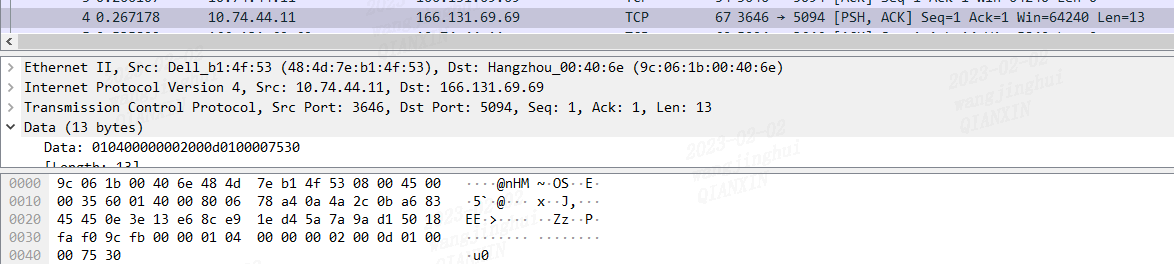 4 0.267178 10.74.44.11 166.131.69.69 TCP 67 3646 → 5094 [PSH, ACK] Seq=1 Ack=1 Win=64240 Len=13
Ethernet II, Src: Dell_b1:4f:53 (48:4d:7e:b1:4f:53), Dst: Hangzhou_00:40:6e (9c:06:1b:00:40:6e)
Internet Protocol Version 4, Src: 10.74.44.11, Dst: 166.131.69.69
Transmission Control Protocol, Src Port: 3646, Dst Port: 5094, Seq: 1, Ack: 1, Len: 13
Data (13 bytes)
Data: 010400000002000d0100007530
[Length: 13]
0000 9c 06 1b 00 40 6e 48 4d 7e b1 4f 53 08 00 45 00 ····@nHM ~·OS··E·
0010 00 35 60 01 40 00 80 06 78 a4 0a 4a 2c 0b a6 83 ·5`·@··· x··J,···
0020 45 45 0e 3e 13 e6 8c e9 1e d4 5a 7a 9a d1 50 18 EE·>···· ··Zz··P·
0030 fa f0 9c fb 00 00 01 04 00 00 00 02 00 0d 01 00 ········ ········
0040 00 75 30 ·u0
2023-02-02
wangjinghui
QIANXIN
2023-02-02
wangjinghui
QIANXIN